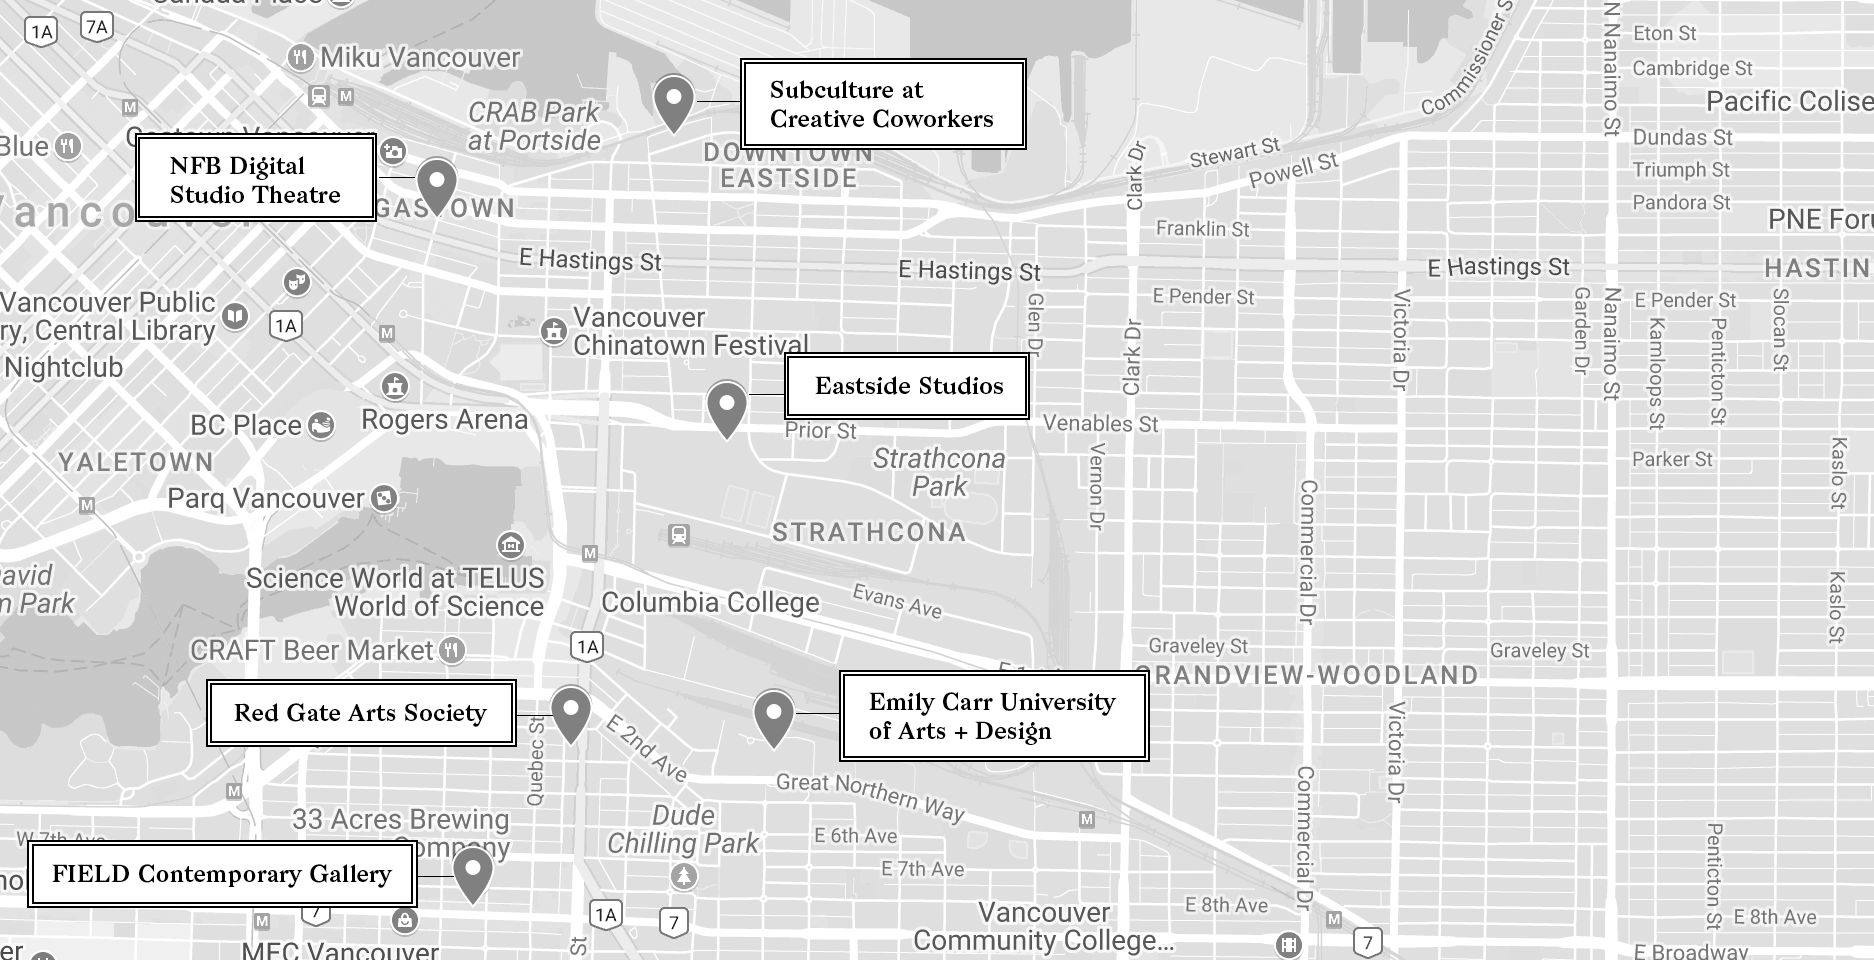 1A
7A
Miku Vancouver
CRAB Park
at Portside
Subculture at
Creative Coworkers
DOWNTOWN
EASTSIDE
Blue
NFB Digital
Studio Theatre
GASTOWN
Vancouver
Clark Dr
Stewart St
Powell St
Commissioner S
N Nanaimo St
Eton St
Cambridge St
Pacific Colise
Dundas St
Triumph St
Pandora St
PNE Foru
Franklin St
E Hastings St
E Hastings St
E Hastings St
HASTIN
Vancouver Public
ry, Central Library
Nightclub
1A
Vancouver
Chinatown Festival
Glen Dr
E Pender St
Clark Dr
Victoria Dr
Garden Dr
Nanaimo St
E Pender St
Kamloops St
Penticton St
Slocan St
Eastside Studios
BC Place
Rogers Arena
Prior St
Venables St
YALETOWN
Parq Vancouver
Strathcona
Park
STRATHCONA
Vernon Dr
Commercial Dr
Parker St
Kaslo St
Science World at TELUS
World of Science
Columbia College
Evans Ave
avid
m Park
Kaslo St
CRAFT Beer Market
1A
Graveley St
Graveley St
RANDVIEW-WOODLAND
Red Gate Arts Society
Quebec St
E 2nd Ave
Emily Carr University
of Arts + Design
Victoria Dr
Great Northern Way
Commercial Dr
33 Acres Brewing
Company
Dude
Chilling Park
E 6th Ave
E 7th Ave
W 7th Ave
FIELD Contemporary Gallery
no
7
1A
7
Vancouver
Community College...
E 8th Ave
Penticton St
E 8th Ave
7
MEC Vancouver
St
er
E Broadway